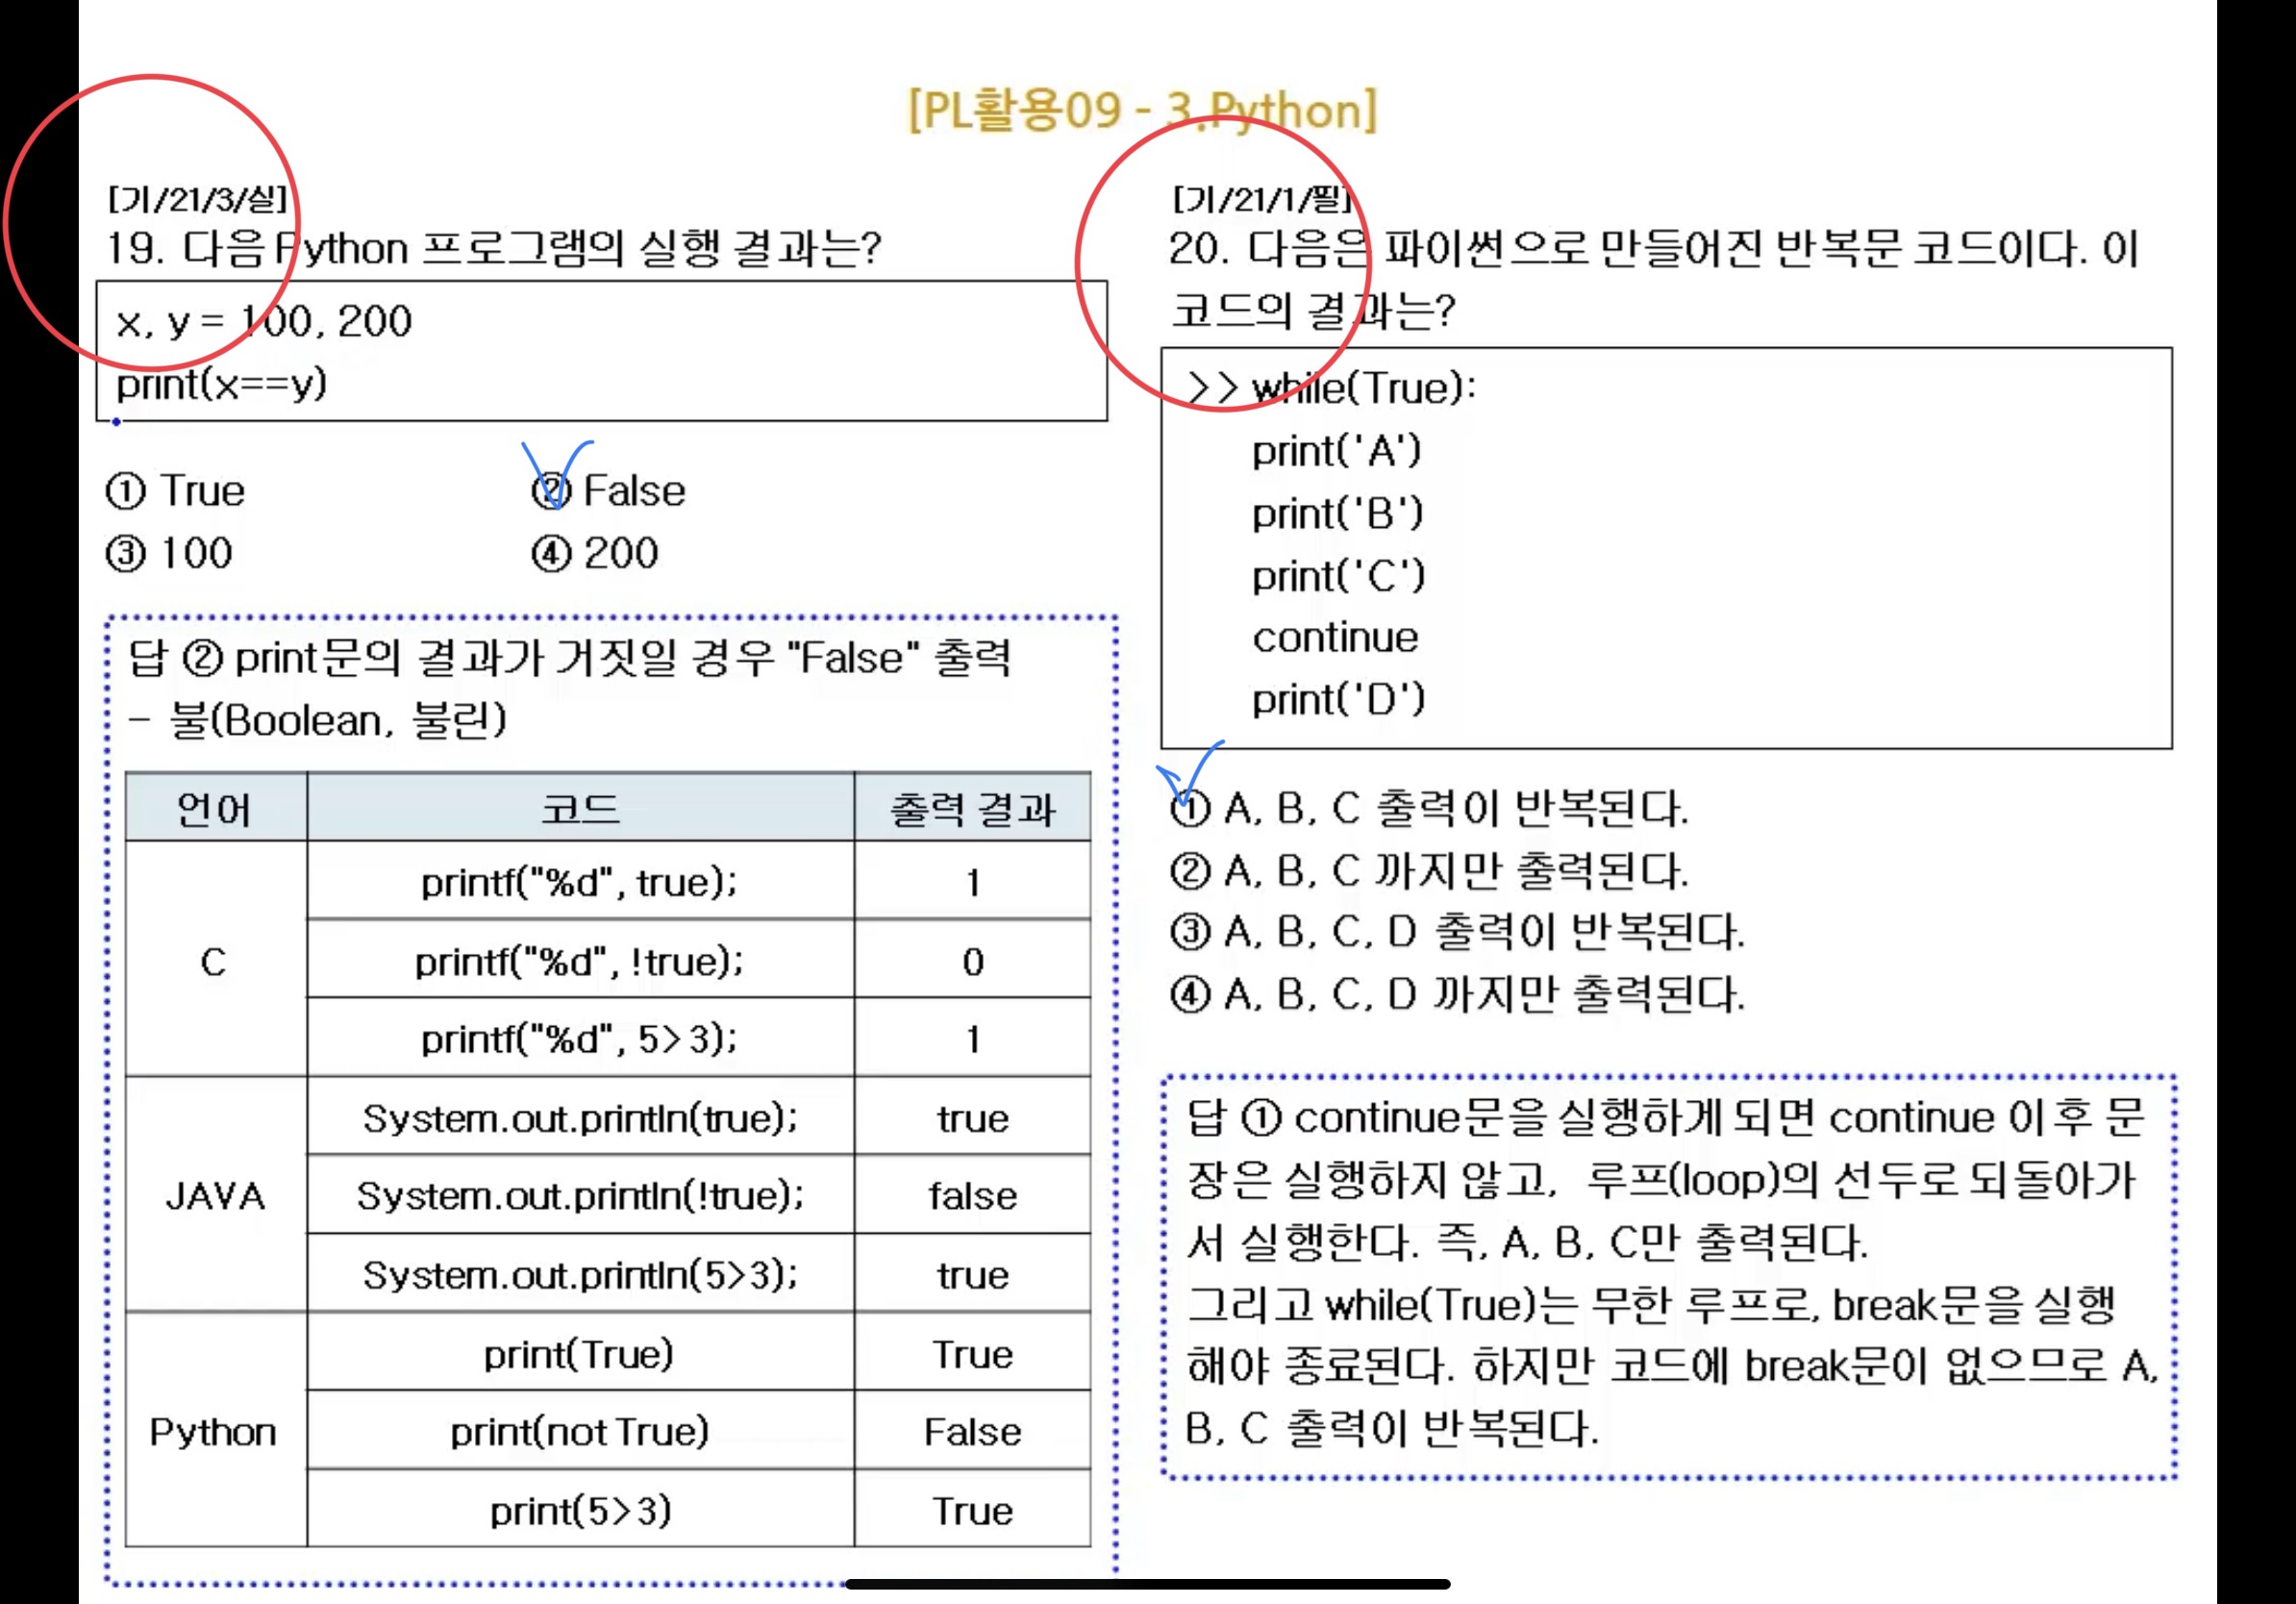 [PL활용09 - 3.Python]
[기/21/3/실]
19. 다음 Python 프로그램의 실행 결과는?
x, y = 100, 200
print(x==y)
① True ② False
③ 100 ④ 200
답 ② print문의 결과가 거짓일 경우 "False" 출력
- 불(Boolean, 불린)
언어 코드 출력 결과
C printf("%d", true); 1
printf("%d", !true); 0
printf("%d", 5>3); 1
JAVA System.out.println(true); true
System.out.println(!true); false
System.out.println(5>3); true
Python print(True) True
print(not True) False
print(5>3) True
[기/21/1/필]
20. 다음은 파이썬으로 만들어진 반복문 코드이다. 이
코드의 결과는?
>> while(True):
print('A')
print('B')
print('C')
continue
print('D')
① A, B, C 출력이 반복된다.
② A, B, C 까지만 출력된다.
③ A, B, C, D 출력이 반복된다.
④ A, B, C, D 까지만 출력된다.
답 ① continue문을 실행하게 되면 continue 이후 문
장은 실행하지 않고, 루프(loop)의 선두로 되돌아가
서 실행한다. 즉, A, B, C만 출력된다.
그리고 while(True)는 무한 루프로, break문을 실행
해야 종료된다. 하지만 코드에 break문이 없으므로 A,
B, C 출력이 반복된다.